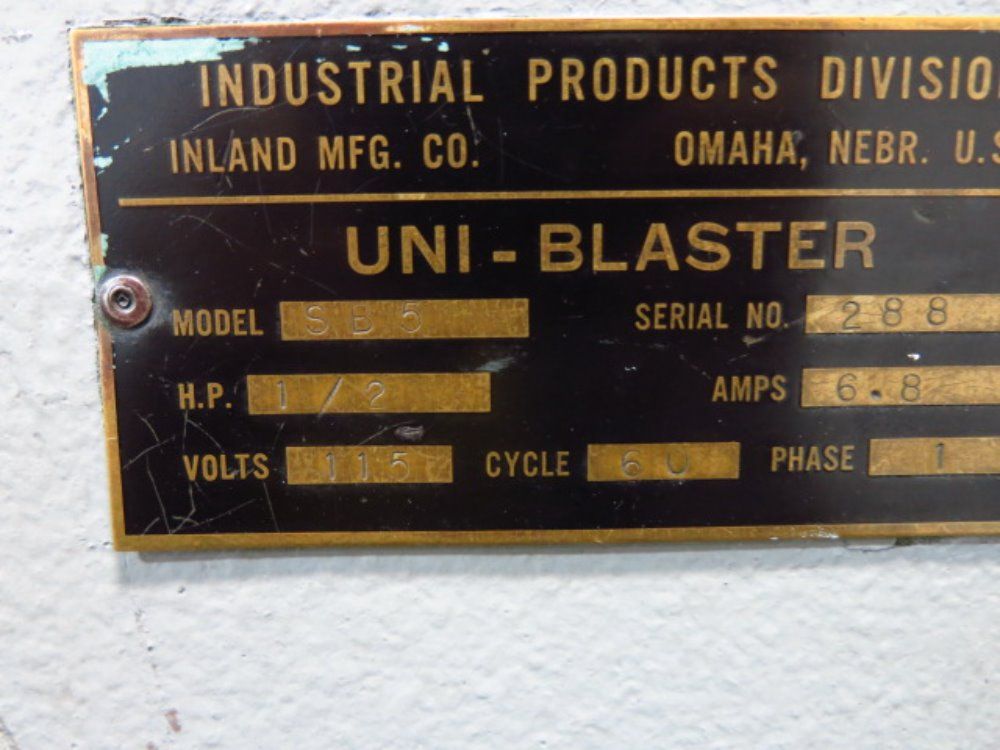 INDUSTRIAL PRODUCTS DIVISIO
INLAND MFG. CO. OMAHA, NEBR. U.S
UNI-BLASTER
MODEL SB5 SERIAL NO. 288
H.P. 1/2 AMPS 6.8
VOLTS 115 CYCLE 60 PHASE 1